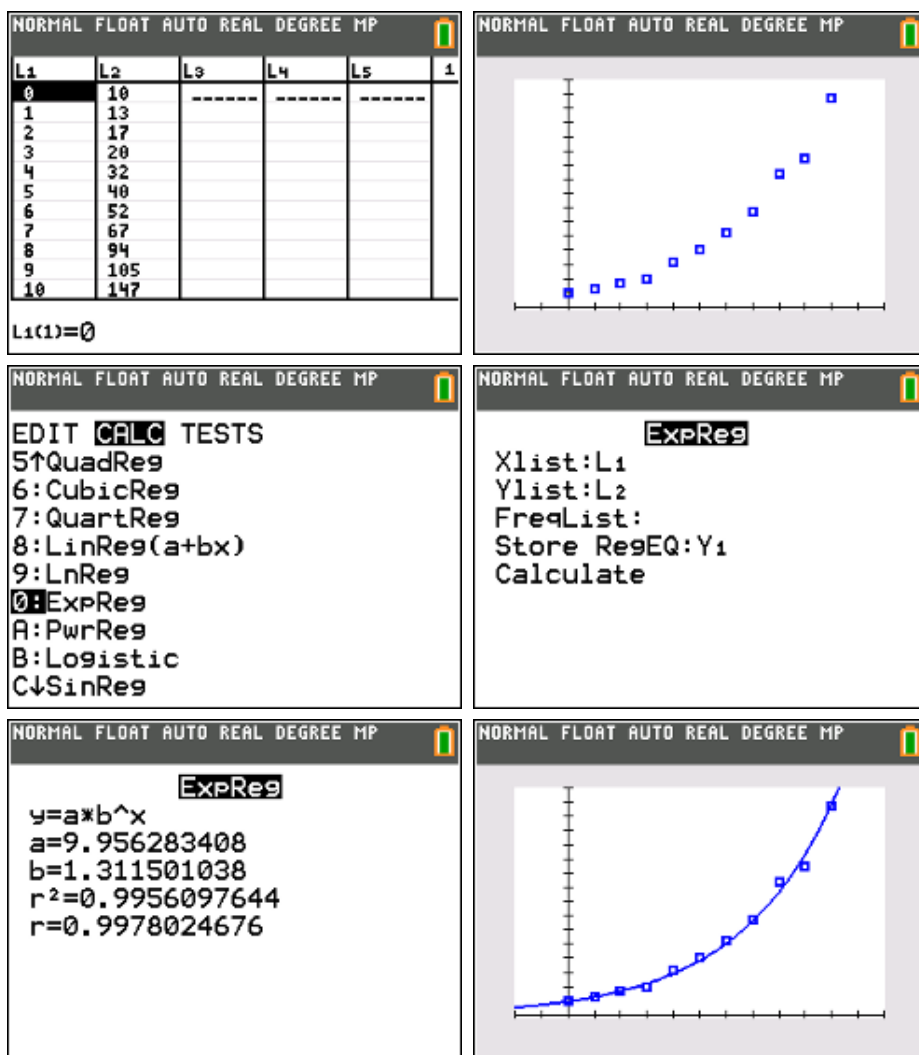 NORMAL FLOAT AUTO REAL DEGREE MP
L1 L2 L3 L4 L5 1
0 10 ------ ------ ------
1 13
2 17
3 20
4 32
5 40
6 52
7 67
8 94
9 105
10 147
L1(1)=0
NORMAL FLOAT AUTO REAL DEGREE MP
NORMAL FLOAT AUTO REAL DEGREE MP
EDIT CALC TESTS
5↑QuadReg
6:CubicReg
7:QuartReg
8:LinReg(a+bx)
9:LnReg
0:ExpReg
A:PwrReg
B:Logistic
C↓SinReg
NORMAL FLOAT AUTO REAL DEGREE MP
ExpReg
Xlist:L1
Ylist:L2
FreqList:
Store RegEQ:Y1
Calculate
NORMAL FLOAT AUTO REAL DEGREE MP
ExpReg
y=a*b^x
a=9.956283408
b=1.311501038
r²=0.9956097644
r=0.9978024676
NORMAL FLOAT AUTO REAL DEGREE MP